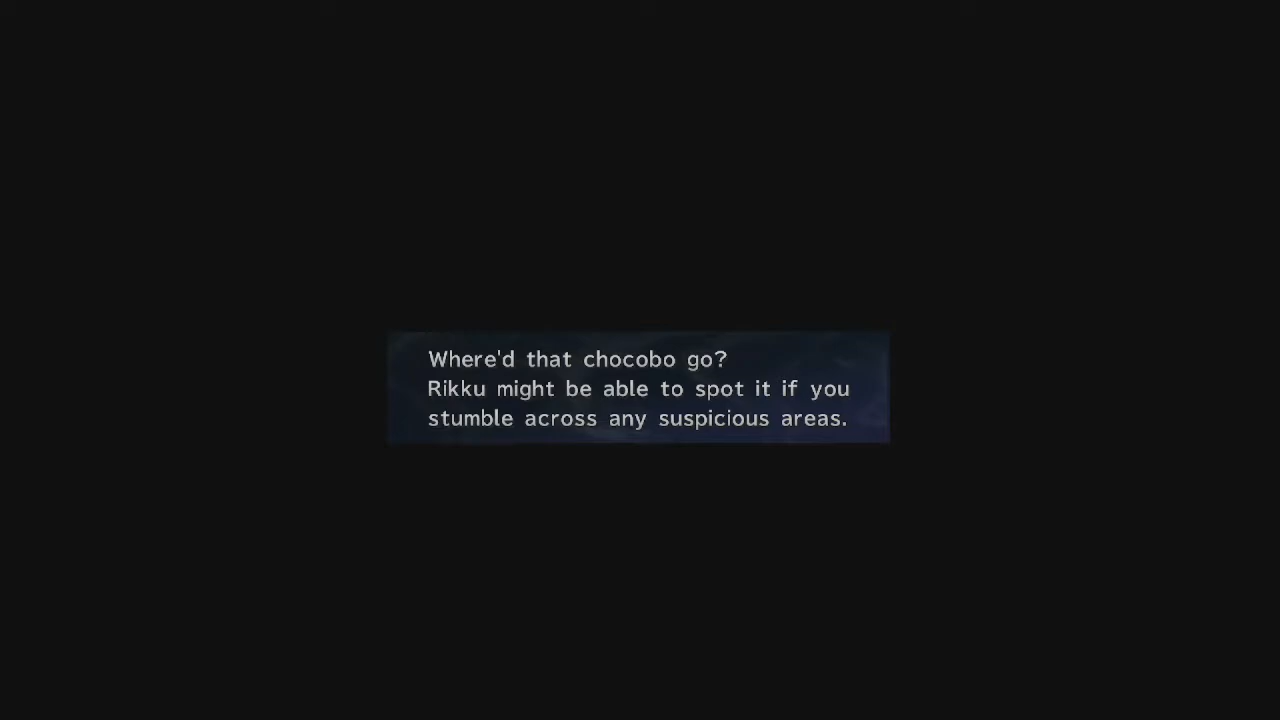 Where'd that chocobo go?
Rikku might be able to spot it if you
stumble across any suspicious areas.